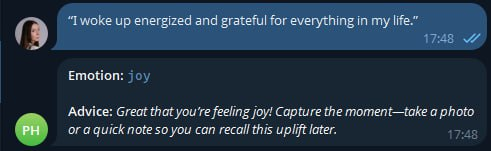 “I woke up energized and grateful for everything in my life.”
17:48
Emotion: joy
Advice: Great that you’re feeling joy! Capture the moment—take a photo
or a quick note so you can recall this uplift later.
PH
17:48